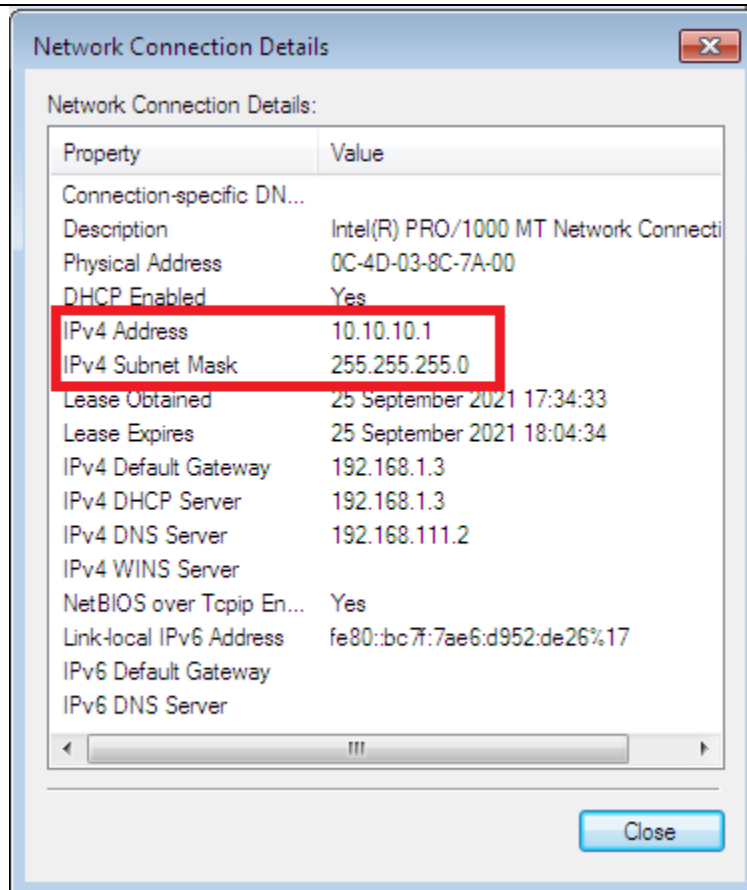 Network Connection Details
Network Connection Details:
Property Value
Connection-specific DN...
Description Intel(R) PRO/1000 MT Network Connecti
Physical Address 0C-4D-03-8C-7A-00
DHCP Enabled Yes
IPv4 Address 10.10.10.1
IPv4 Subnet Mask 255.255.255.0
Lease Obtained 25 September 2021 17:34:33
Lease Expires 25 September 2021 18:04:34
IPv4 Default Gateway 192.168.1.3
IPv4 DHCP Server 192.168.1.3
IPv4 DNS Server 192.168.111.2
IPv4 WINS Server
NetBIOS over Tcpip En... Yes
Link-local IPv6 Address fe80::bc7f:7ae6:d952:de26%17
IPv6 Default Gateway
IPv6 DNS Server
Close